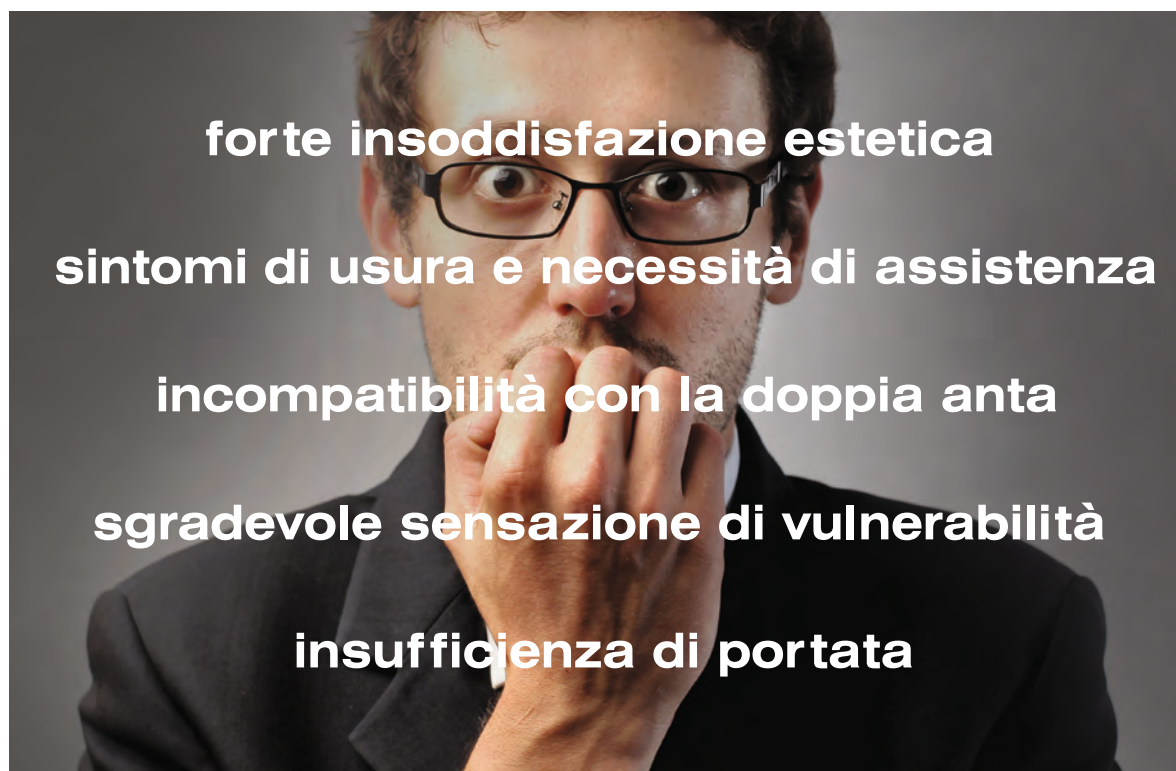 forte insoddisfazione estetica
sintomi di usura e necessità di assistenza
incompatibilità con la doppia anta
sgradevole sensazione di vulnerabilità
insufficienza di portata